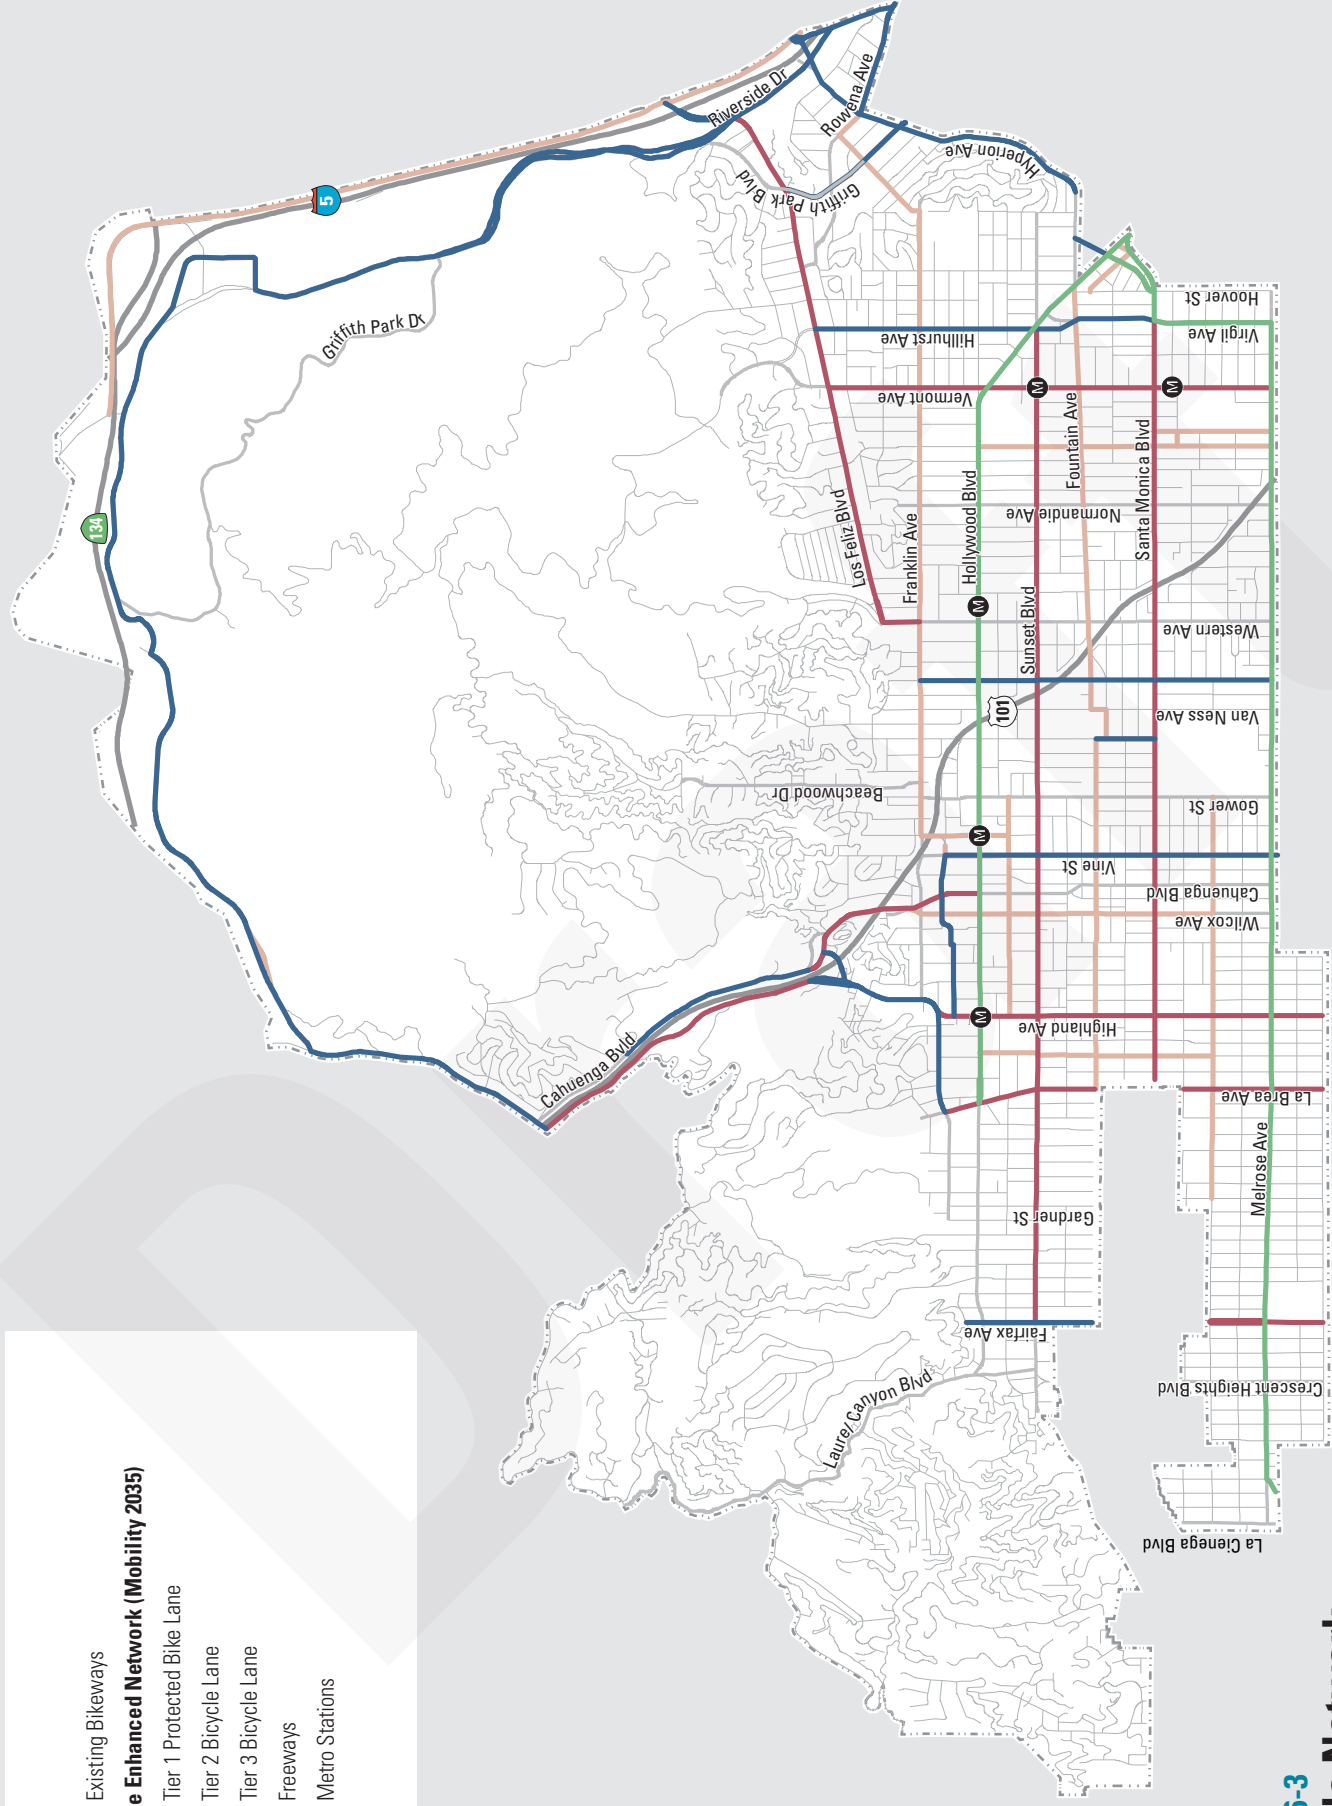 Existing Bikeways
e Enhanced Network (Mobility 2035)
Tier 1 Protected Bike Lane
Tier 2 Bicycle Lane
Tier 3 Bicycle Lane
Freeways
Metro Stations
5
134
101
Riverside Dr
Rowena Ave
Hyperion Ave
Griffith Park Blvd
Griffith Park Dr
Hillhurst Ave
Hoover St
Virgil Ave
Vermont Ave
Fountain Ave
Santa Monica Blvd
Normandie Ave
Hollywood Blvd
Los Feliz Blvd
Franklin Ave
Sunset Blvd
Western Ave
Van Ness Ave
Beachwood Dr
Gower St
Vine St
Cahuenga Blvd
Wilcox Ave
Highland Ave
Cahuenga Bvld
La Brea Ave
Melrose Ave
Gardner St
Fairfax Ave
Laurel Canyon Blvd
Crescent Heights Blvd
La Cienega Blvd
M
M
M
M
M
-3